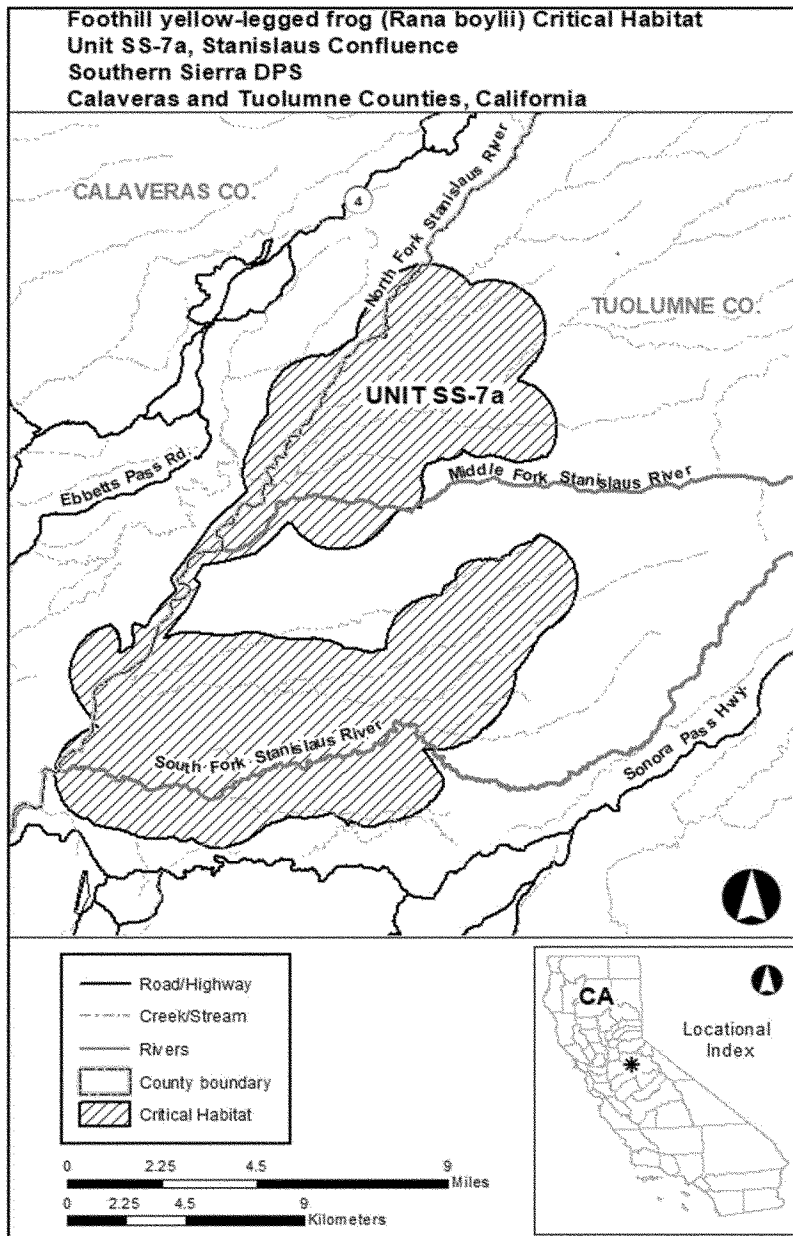 Foothill yellow-legged frog (Rana boylii) Critical Habitat
Unit SS-7a, Stanislaus Confluence
Southern Sierra DPS
Calaveras and Tuolumne Counties, California
CALAVERAS CO.
4
North Fork Stanislaus River
TUOLUMNE CO.
UNIT SS-7a
Ebbetts Pass Rd.
Middle Fork Stanislaus River
South Fork Stanislaus River
Sonora Pass Hwy.
Road/Highway
Creek/Stream
Rivers
County boundary
Critical Habitat
0 2.25 4.5 9
Miles
0 2.25 4.5 9
Kilometers
CA
Locational
Index